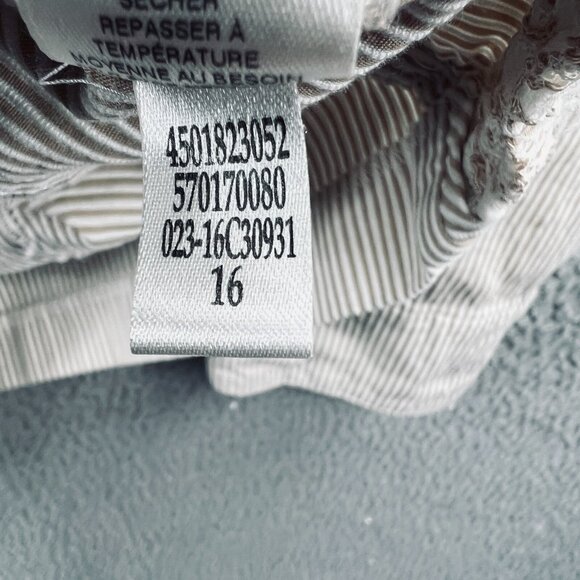 SÉCHER
REPASSER À
TEMPÉRATURE
MOYENNE AU BESOIN
4501823052
570170080
023-16C30931
16